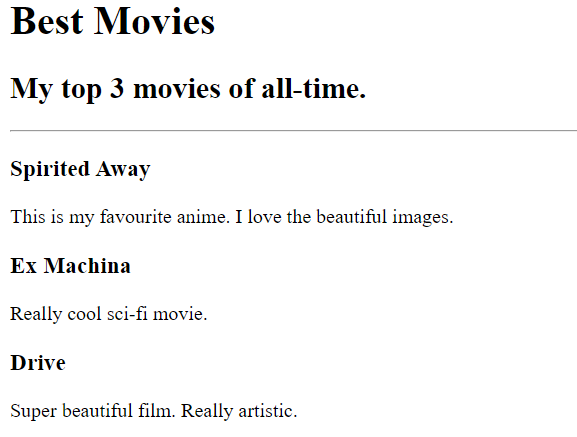 Best Movies
My top 3 movies of all-time.
Spirited Away
This is my favourite anime. I love the beautiful images.
Ex Machina
Really cool sci-fi movie.
Drive
Super beautiful film. Really artistic.